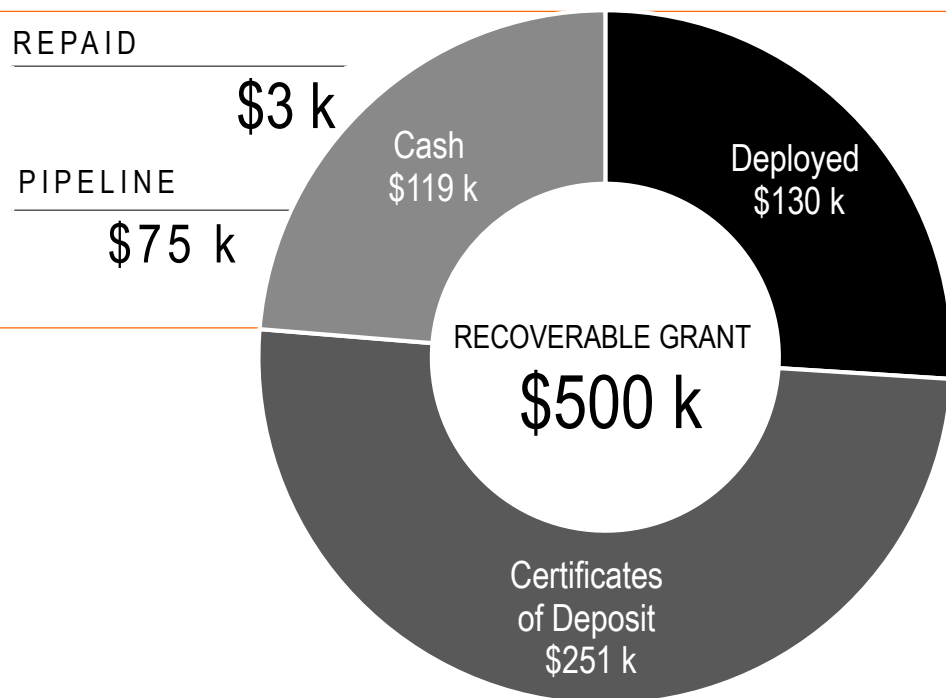 REPAID
$3 k
PIPELINE
$75 k
Cash
$119 k
Deployed
$130 k
RECOVERABLE GRANT
$500 k
Certificates
of Deposit
$251 k